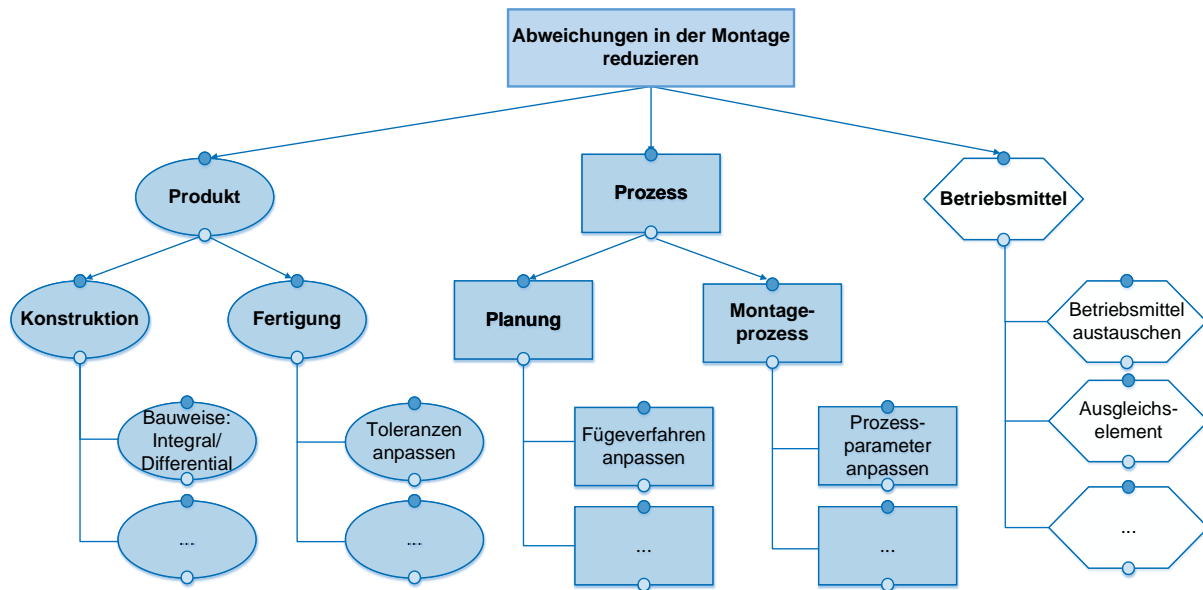 Abweichungen in der Montage
reduzieren
Produkt
Prozess
Betriebsmittel
Konstruktion
Fertigung
Planung
Montage-
prozess
Betriebsmittel
austauschen
Bauweise:
Integral/
Differential
Toleranzen
anpassen
Fügeverfahren
anpassen
Prozess-
parameter
anpassen
Ausgleichs-
element
...
...
...
...
...